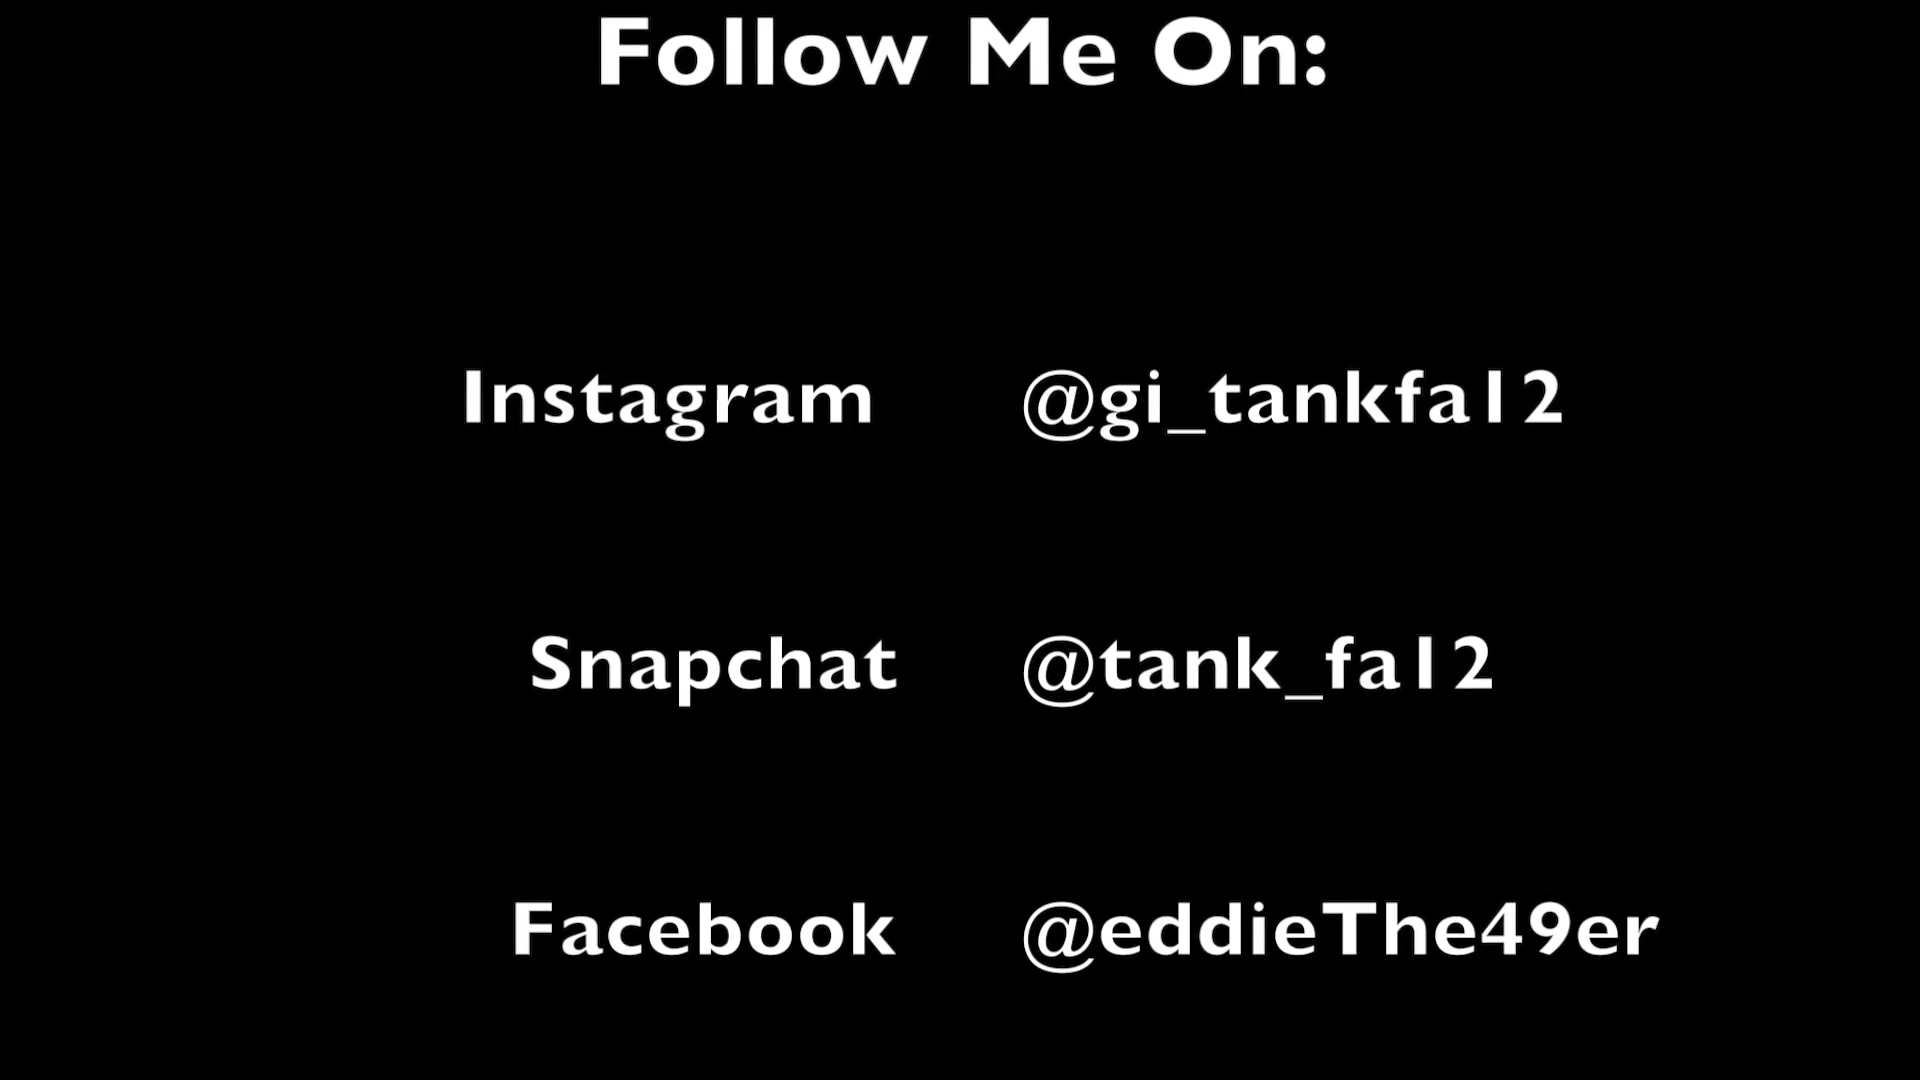 Follow Me On:
Instagram @gi_tankfa12
Snapchat @tank_fa12
Facebook @eddieThe49er